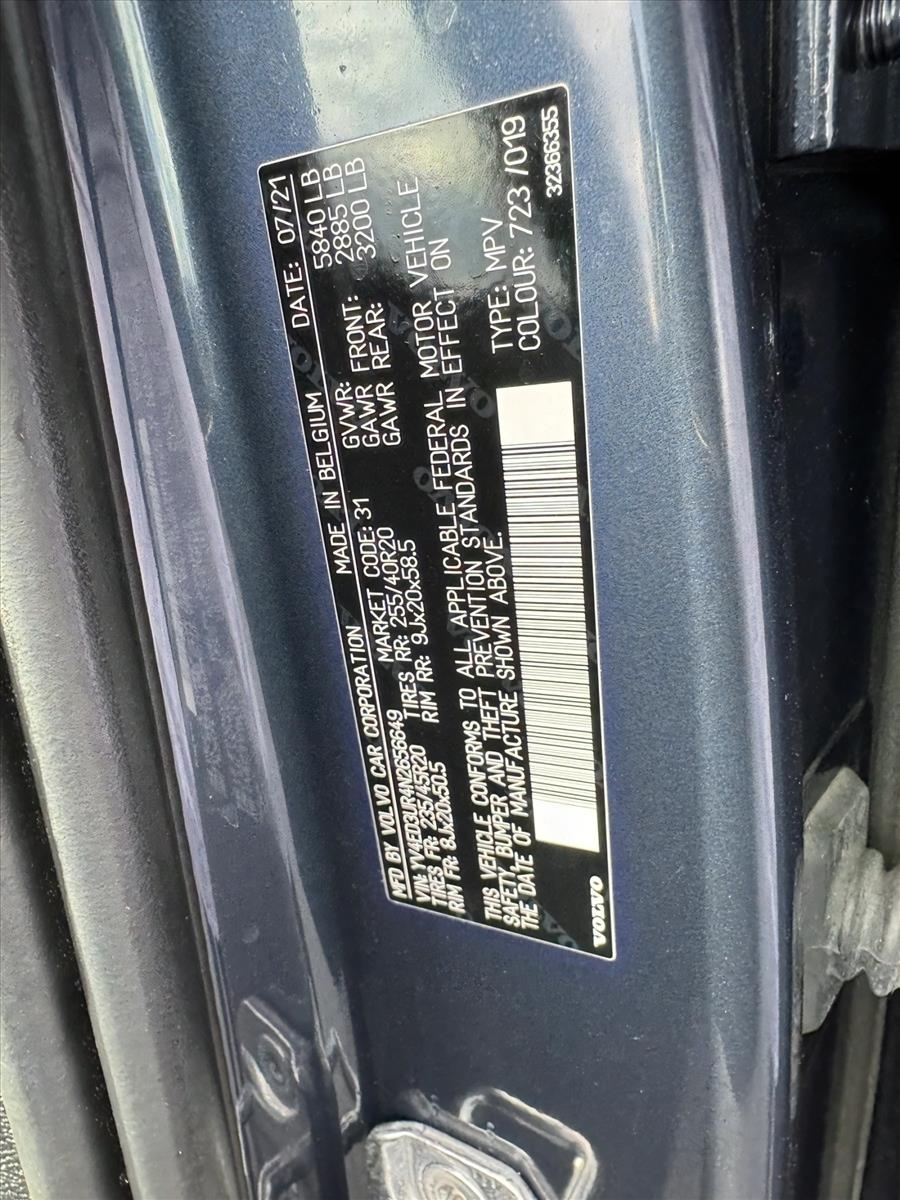 MFD BY VOLVO CAR CORPORATION MADE IN BELGIUM DATE: 07/21
VIN: YV4ED3UR4N2656649 MARKET CODE: 31 GVWR: 5840 LB
TIRES FR: 235/45R20 TIRES RR: 255/40R20 GAWR FRONT: 2885 LB
RIM FR: 8Jx20x50.5 RIM RR: 9Jx20x58.5 GAWR REAR: 3200 LB
THIS VEHICLE CONFORMS TO ALL APPLICABLE FEDERAL MOTOR VEHICLE
SAFETY, BUMPER AND THEFT PREVENTION STANDARDS IN EFFECT ON
THE DATE OF MANUFACTURE SHOWN ABOVE.
TYPE: MPV
COLOUR: 723 /019
VOLVO 32366355